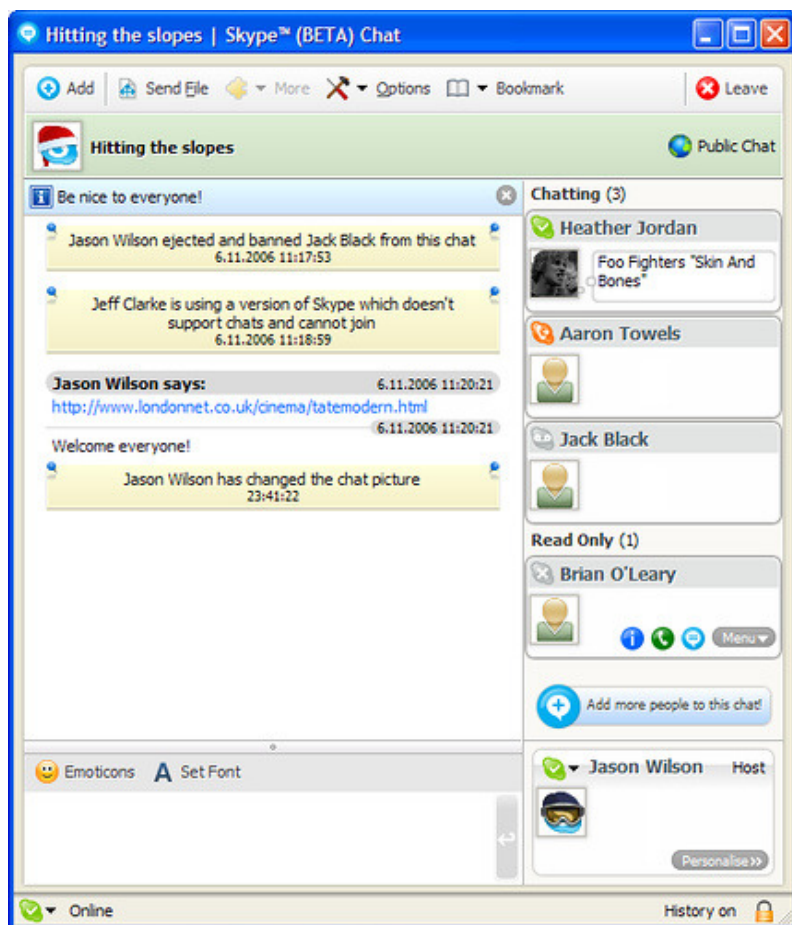 Hitting the slopes | Skype™ (BETA) Chat
Add Send File More Options Bookmark Leave
Hitting the slopes
Public Chat
Be nice to everyone!
Jason Wilson ejected and banned Jack Black from this chat
6.11.2006 11:17:53
Jeff Clarke is using a version of Skype which doesn't
support chats and cannot join
6.11.2006 11:18:59
Jason Wilson says: 6.11.2006 11:20:21
http://www.londonnet.co.uk/cinema/tatemodern.html
6.11.2006 11:20:21
Welcome everyone!
Jason Wilson has changed the chat picture
23:41:22
Chatting (3)
Heather Jordan
Foo Fighters "Skin And
Bones"
Aaron Towels
Jack Black
Read Only (1)
Brian O'Leary
Menu
Add more people to this chat!
Emoticons A Set Font
Jason Wilson Host
Personalise >>
Online
History on